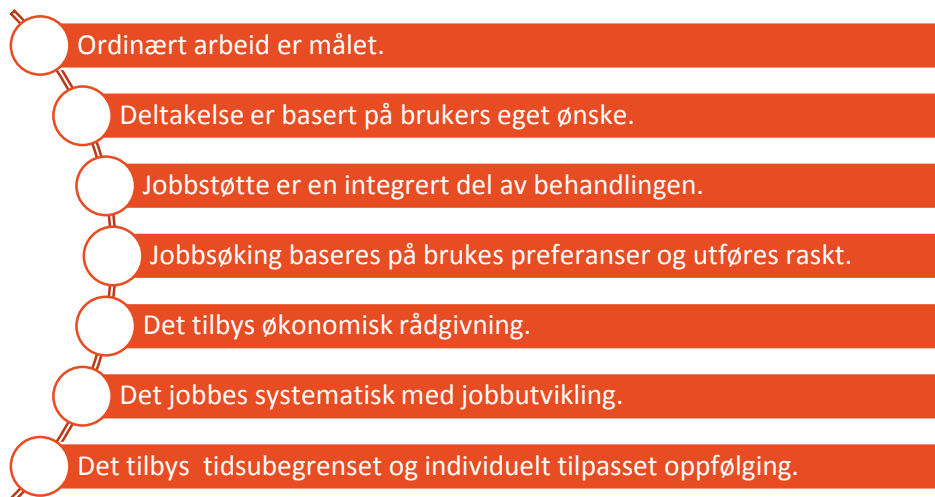 Ordinært arbeid er målet.
Deltakelse er basert på brukers eget ønske.
Jobbstøtte er en integrert del av behandlingen.
Jobbsøking baseres på brukes preferanser og utføres raskt.
Det tilbys økonomisk rådgivning.
Det jobbes systematisk med jobbutvikling.
Det tilbys  tidsubegrenset og individuelt tilpasset oppfølging.